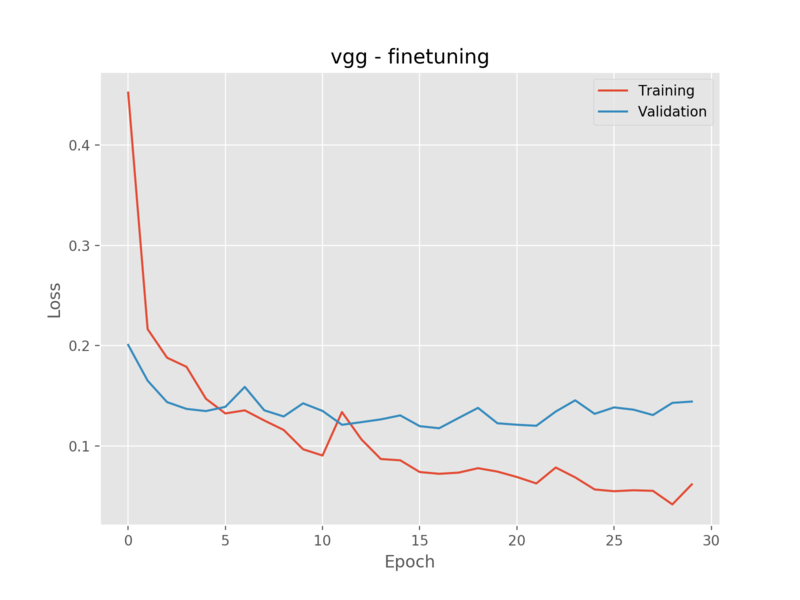 vgg - finetuning
Training
Validation
0.4
0.3
0.2
0.1
Loss
0 5 10 15 20 25 30
Epoch